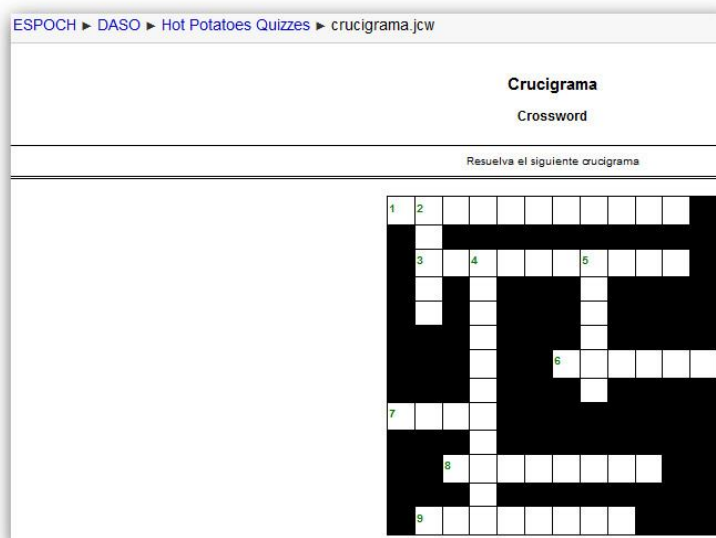 ESPOCH ► DASO ► Hot Potatoes Quizzes ► crucigrama.jcw
Crucigrama
Crossword
Resuelva el siguiente crucigrama
1 2
3 4 5
6
7
8
9